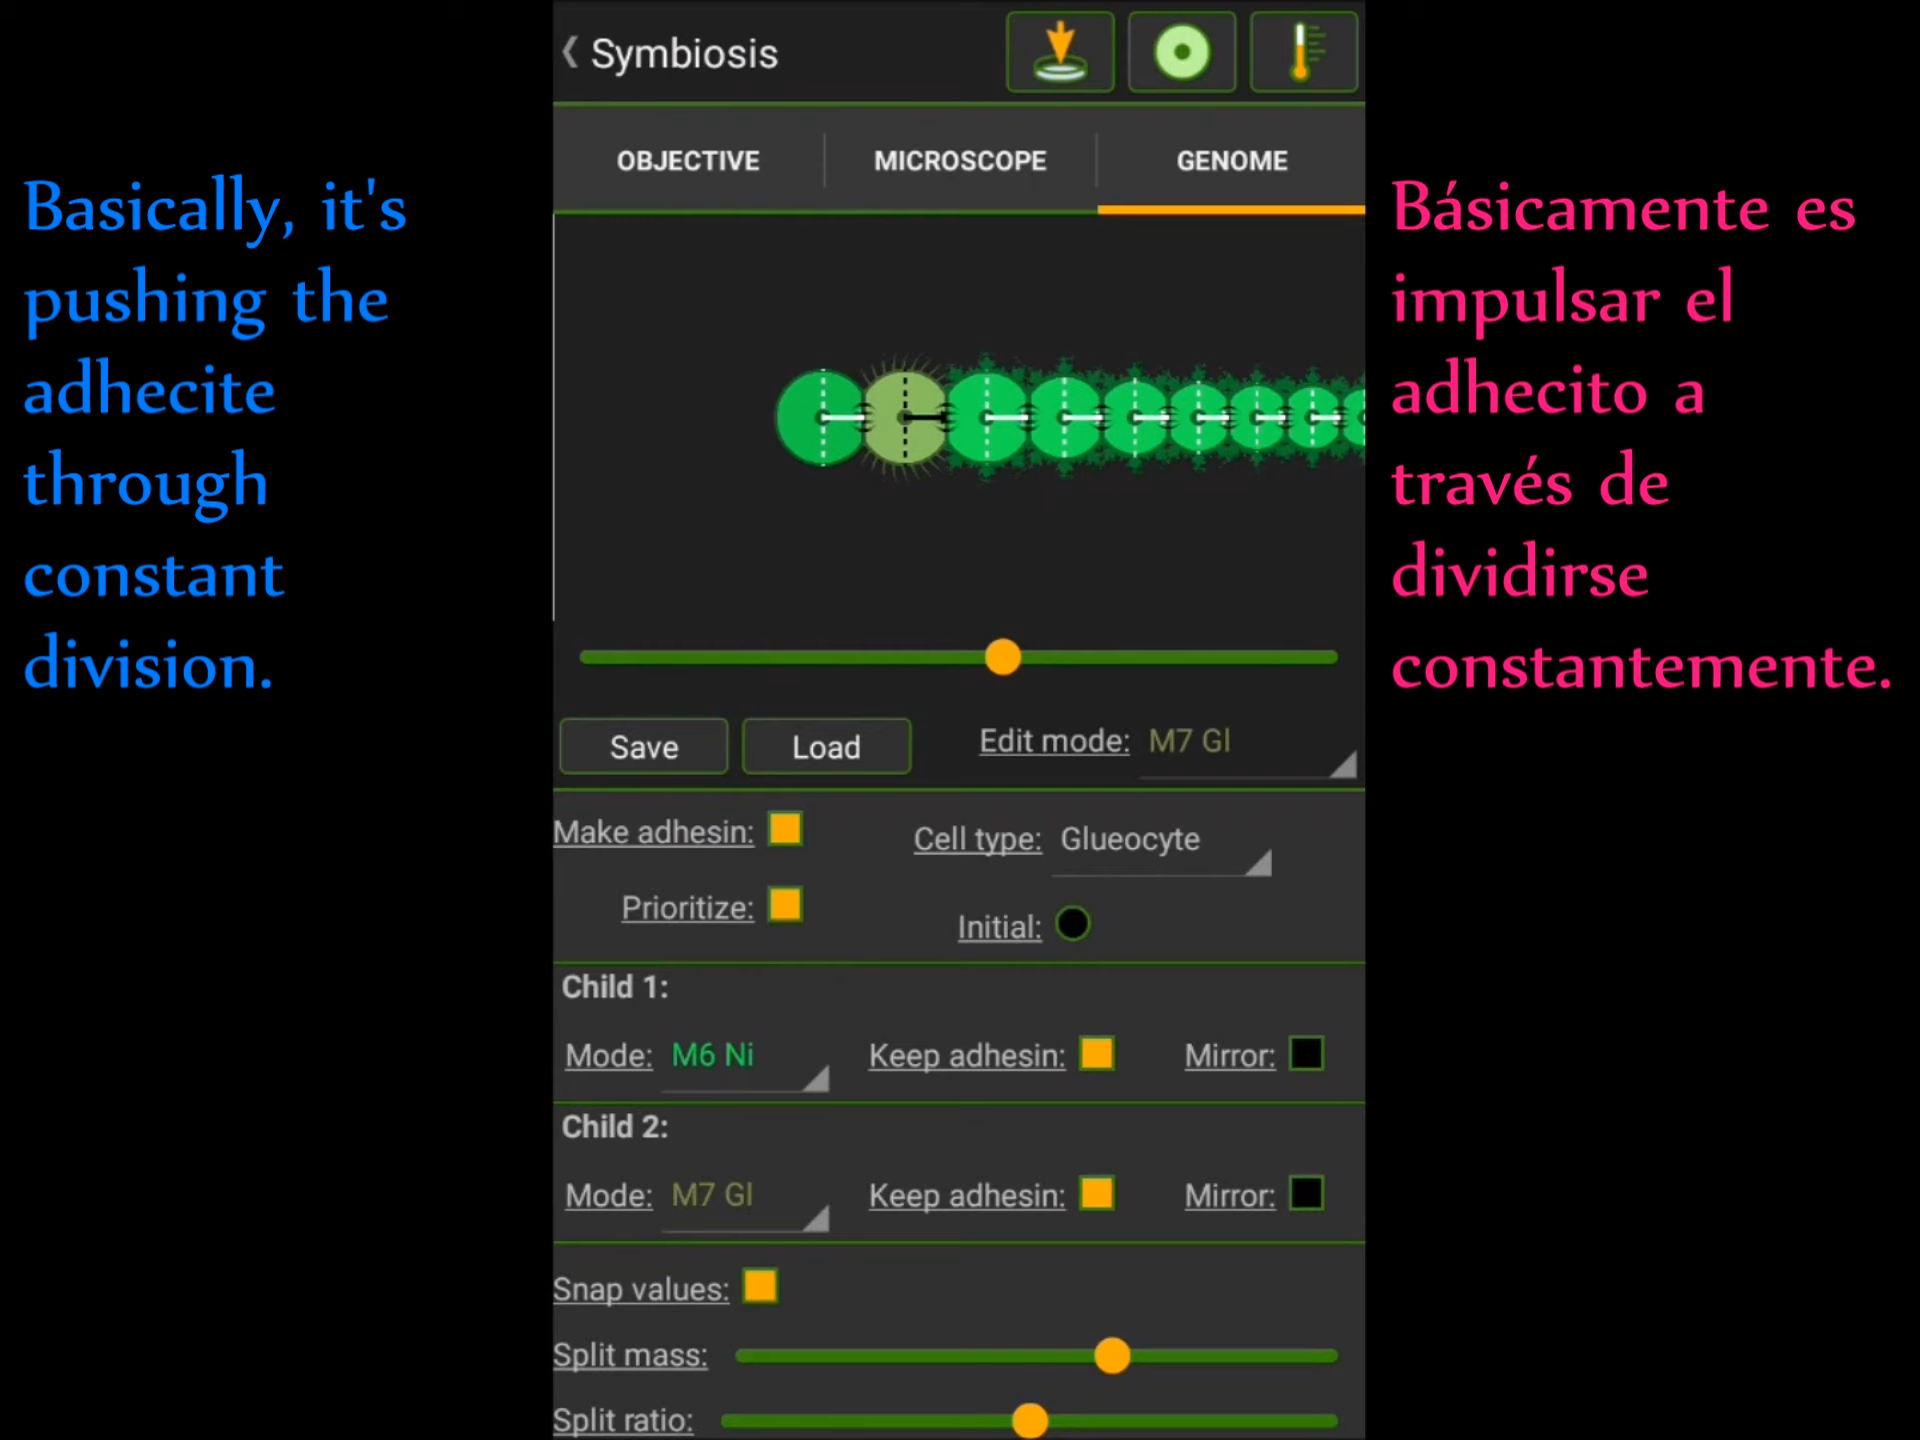 Symbiosis
OBJECTIVE
MICROSCOPE
GENOME
Basically, it's
pushing the
adhecite
through
constant
division.
Básicamente es
impulsar el
adhecito a
través de
dividirse
constantemente.
Save
Load
Edit mode: M7 Gl
Make adhesin:
Cell type: Glueocyte
Prioritize:
Initial:
Child 1:
Mode: M6 Ni
Keep adhesin:
Mirror:
Child 2:
Mode: M7 Gl
Keep adhesin:
Mirror:
Snap values:
Split mass:
Split ratio: